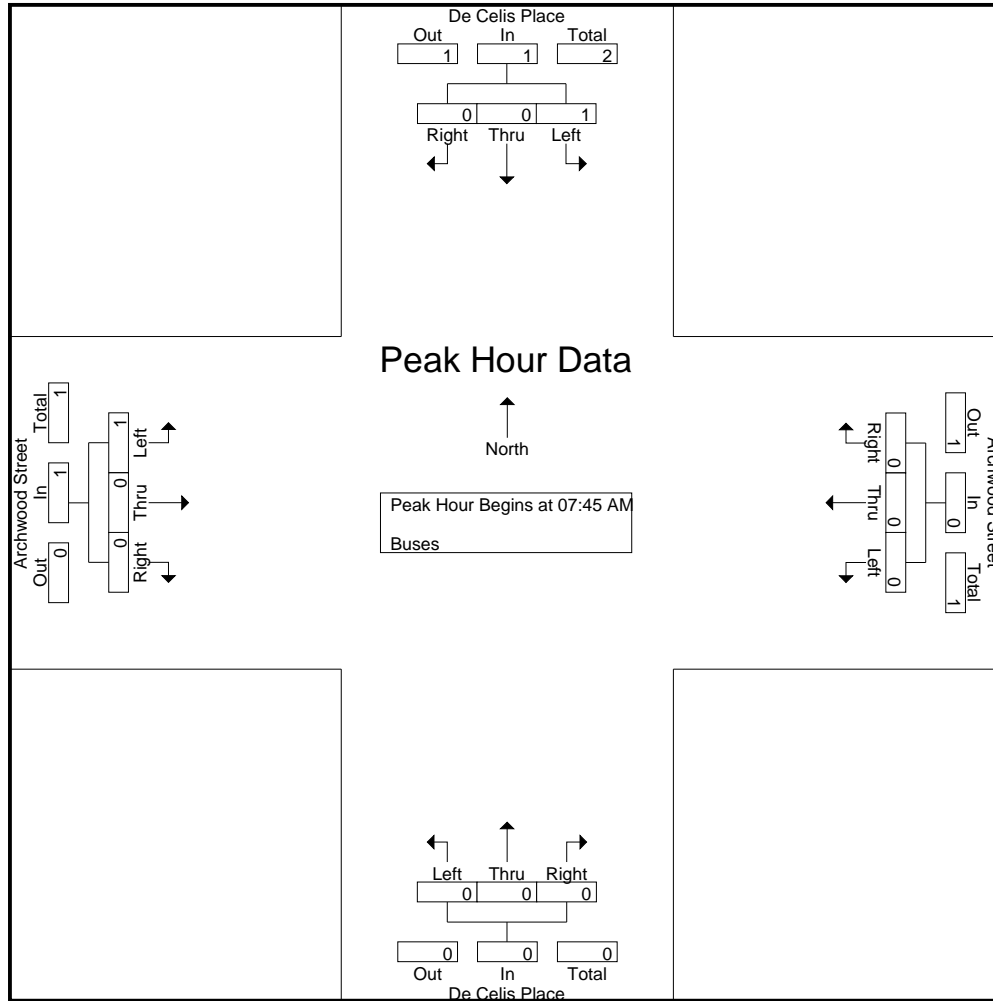 De Celis Place
Out In Total
1 1 2
0 0 1
Right Thru Left
Peak Hour Data
North
Peak Hour Begins at 07:45 AM
Buses
Archwood Street
Total In Out
1 1 0
1 0 0
Left Thru Right
Right Thru Left
0 0 0
Out In Total
1 0 1
Archwood Street
Left Thru Right
0 0 0
0 0 0
Out In Total
De Celis Place